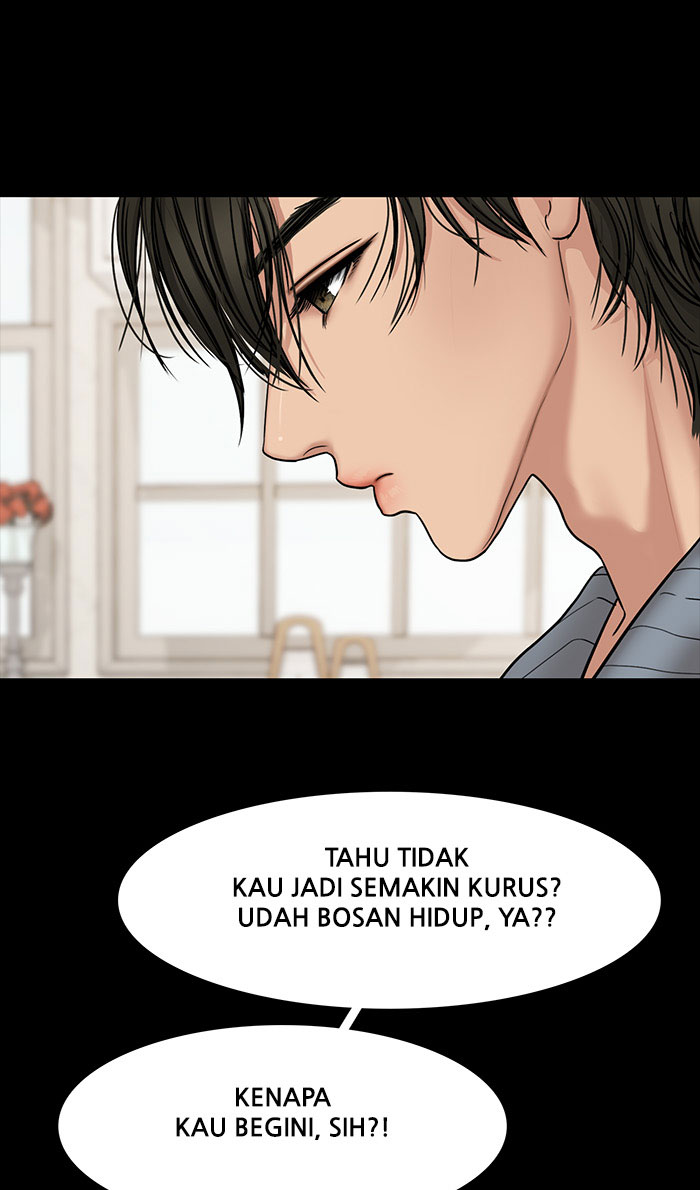 TAHU TIDAK
KAU JADI SEMAKIN KURUS?
UDAH BOSAN HIDUP, YA??
KENAPA
KAU BEGINI, SIH?!